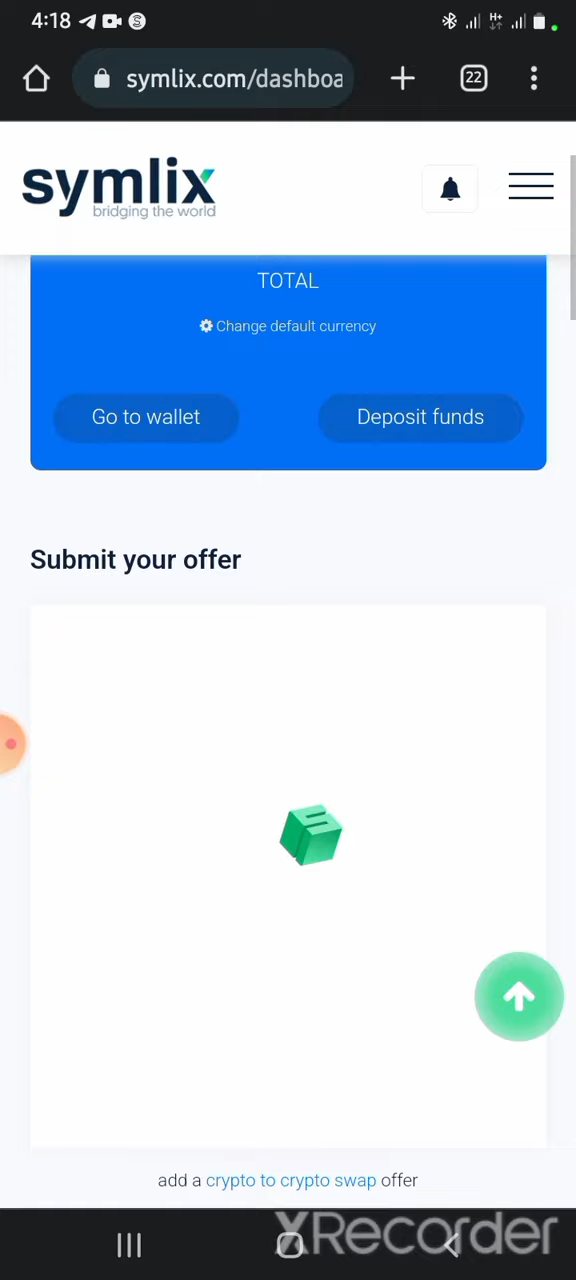 4:18
H+
symlix.com/dashboa
22
symlix
bridging the world
TOTAL
Change default currency
Go to wallet
Deposit funds
Submit your offer
add a crypto to crypto swap offer
XRecorder